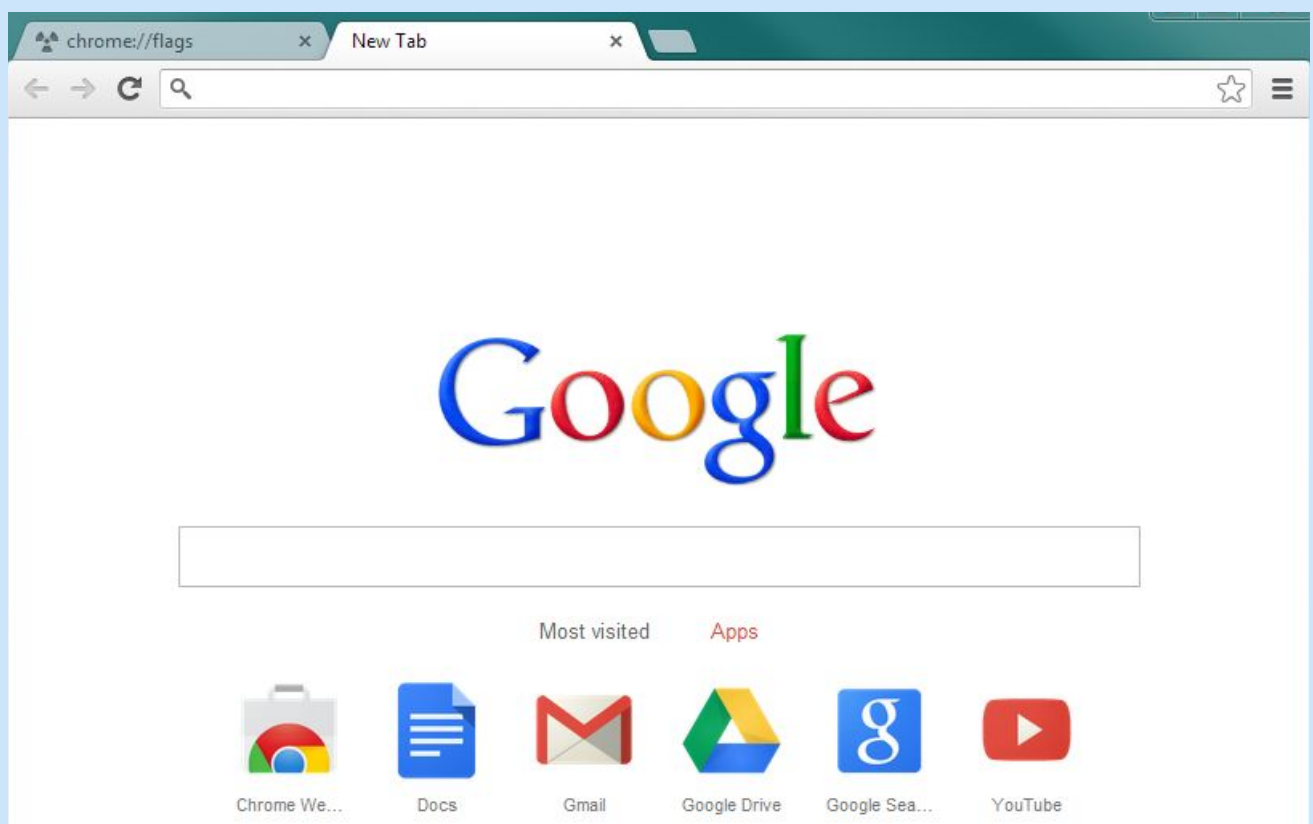 chrome://flags New Tab
Google
Most visited Apps
Chrome We... Docs Gmail Google Drive Google Sea... YouTube